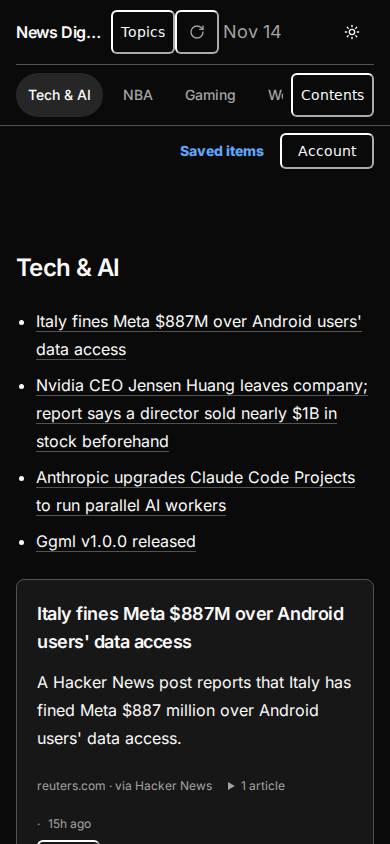 News Dig...
Topics
Nov 14
Tech & AI
NBA
Gaming
Contents
Saved items
Account
Tech & AI
• Italy fines Meta $887M over Android users'
data access
• Nvidia CEO Jensen Huang leaves company;
report says a director sold nearly $1B in
stock beforehand
• Anthropic upgrades Claude Code Projects
to run parallel AI workers
• Ggml v1.0.0 released
Italy fines Meta $887M over Android
users' data access
A Hacker News post reports that Italy has
fined Meta $887 million over Android
users' data access.
reuters.com · via Hacker News ▶ 1 article
· 15h ago